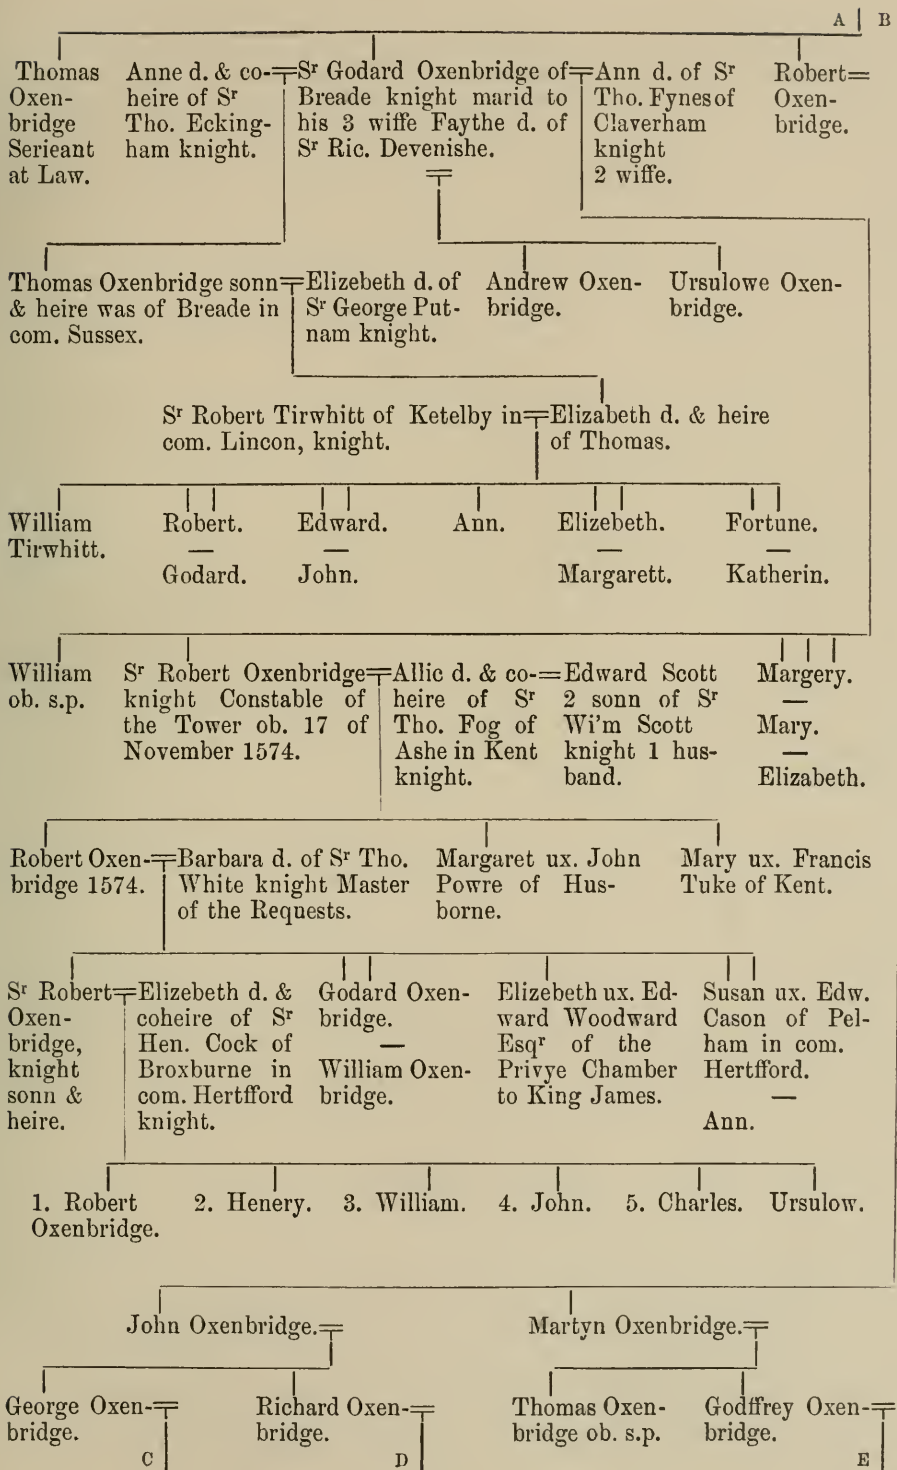 A | B
Thomas Oxen-bridge Serieant at Law.
Anne d. & co-heire of Sr Tho. Ecking-ham knight.
Sr Godard Oxenbridge of Breade knight marid to his 3 wiffe Faythe d. of Sr Ric. Devenishe.
Ann d. of Sr Tho. Fynes of Claverham knight 2 wiffe.
Robert= Oxen-bridge.
Thomas Oxenbridge sonn & heire was of Breade in com. Sussex.
Elizebeth d. of Sr George Put-nam knight.
Andrew Oxen-bridge.
Ursulowe Oxen-bridge.
Sr Robert Tirwhitt of Ketelby in com. Lincon, knight.
Elizabeth d. & heire of Thomas.
William Tirwhitt.
Robert.
—
Godard.
Edward.
—
John.
Ann.
Elizebeth.
—
Margarett.
Fortune.
—
Katherin.
William ob. s.p.
Sr Robert Oxenbridge knight Constable of the Tower ob. 17 of November 1574.
Allic d. & co-heire of Sr Tho. Fog of Ashe in Kent knight.
=Edward Scott 2 sonn of Sr Wi'm Scott knight 1 hus-band.
Margery.
—
Mary.
—
Elizabeth.
Robert Oxen-bridge 1574.
Barbara d. of Sr Tho. White knight Master of the Requests.
Margaret ux. John Powre of Hus-borne.
Mary ux. Francis Tuke of Kent.
Sr Robert Oxen-bridge, knight sonn & heire.
Elizebeth d. & coheire of Sr Hen. Cock of Broxburne in com. Hertfford knight.
Godard Oxen-bridge.
—
William Oxen-bridge.
Elizebeth ux. Ed-ward Woodward Esqr of the Privye Chamber to King James.
Susan ux. Edw. Cason of Pel-ham in com. Hertfford.
—
Ann.
1. Robert Oxenbridge.
2. Henery.
3. William.
4. John.
5. Charles.
Ursulow.
John Oxenbridge.
Martyn Oxenbridge.
George Oxen-bridge.
C
Richard Oxen-bridge.
D
Thomas Oxen-bridge ob. s.p.
Godffrey Oxen-bridge.
E